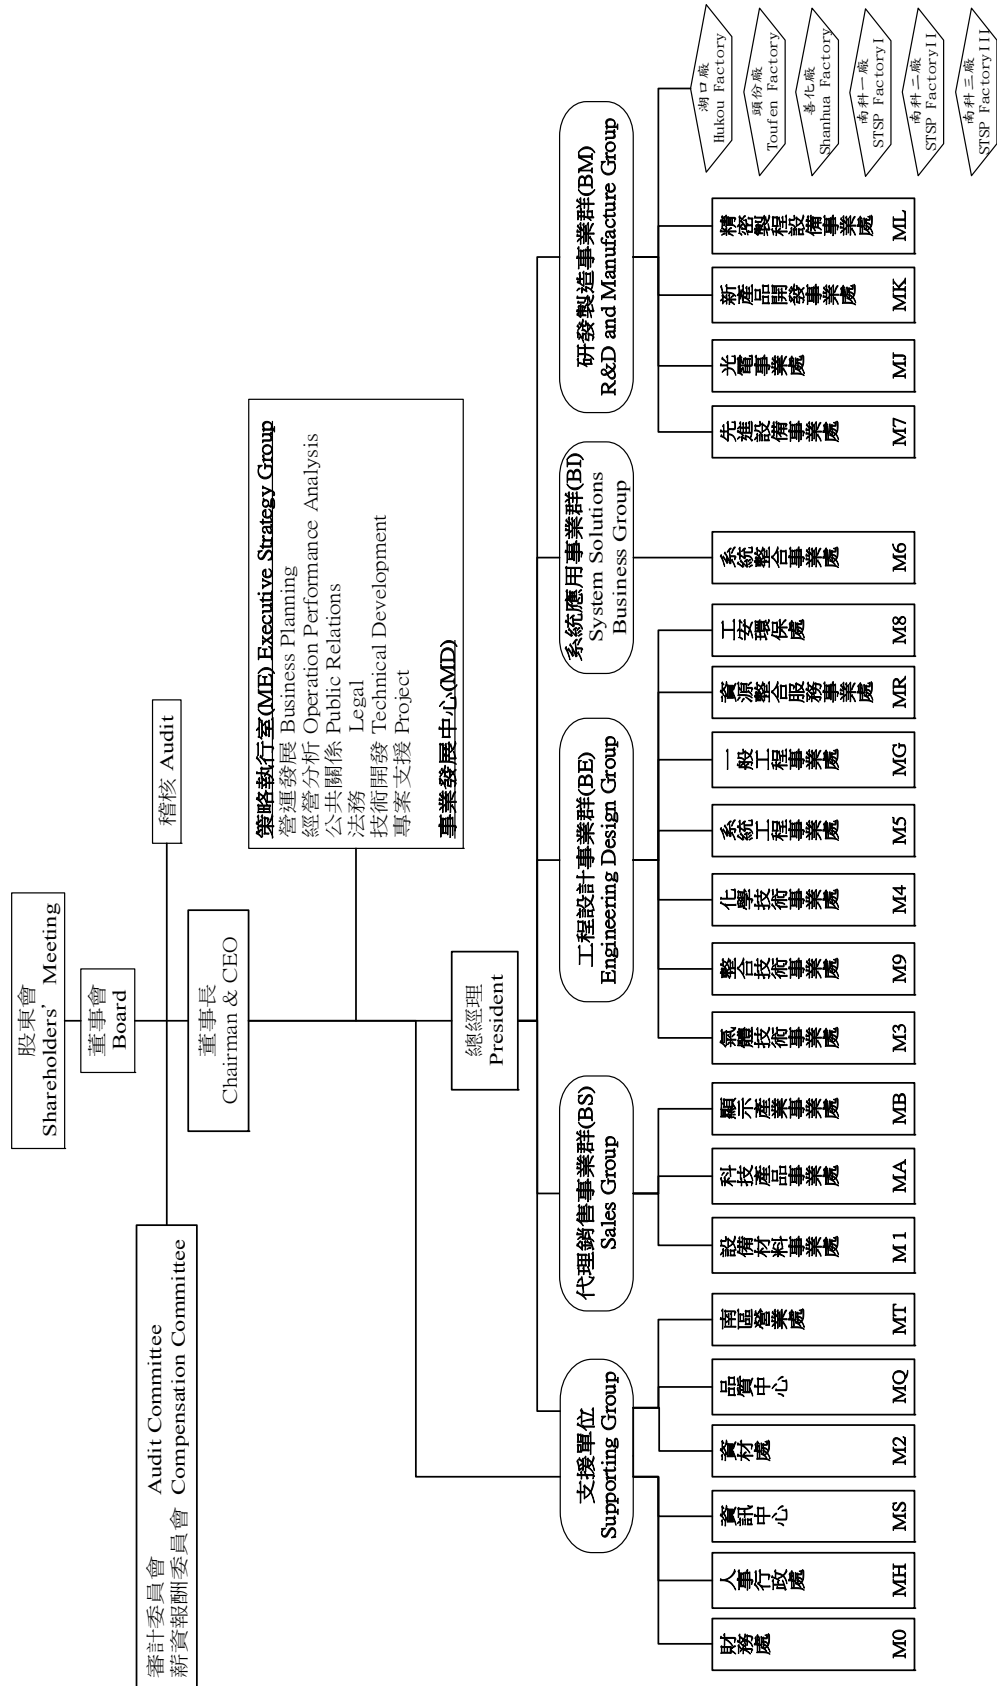 股東會
Shareholders' Meeting
董事會
Board
審計委員會 Audit Committee
薪資報酬委員會 Compensation Committee
稽核 Audit
董事長
Chairman & CEO
策略執行室(ME) Executive Strategy Group
營運發展 Business Planning
經營分析 Operation Performance Analysis
公共關係 Public Relations
法務 Legal
技術開發 Technical Development
專案支援 Project
事業發展中心(MD)
總經理
President
支援單位
Supporting Group
代理銷售事業群(BS)
Sales Group
工程設計事業群(BE)
Engineering Design Group
系統應用事業群(BI)
System Solutions
Business Group
研發製造事業群(BM)
R&D and Manufacture Group
財務處
M0
人事行政處
MH
資訊中心
MS
資材處
M2
品質中心
MQ
南區營業處
MT
設備材料事業處
M1
科技產品事業處
MA
顯示產業事業處
MB
氣體技術事業處
M3
整合技術事業處
M9
化學技術事業處
M4
系統工程事業處
M5
一般工程事業處
MG
資源整合服務事業處
MR
工安環保處
M8
系統整合事業處
M6
先進設備事業處
M7
光電事業處
MJ
新產品開發事業處
MK
精密製程設備事業處
ML
湖口廠
Hukou Factory
頭份廠
Toufen Factory
善化廠
Shanhua Factory
南科一廠
STSP FactoryI
南科二廠
STSP FactoryII
南科三廠
STSP FactoryIII